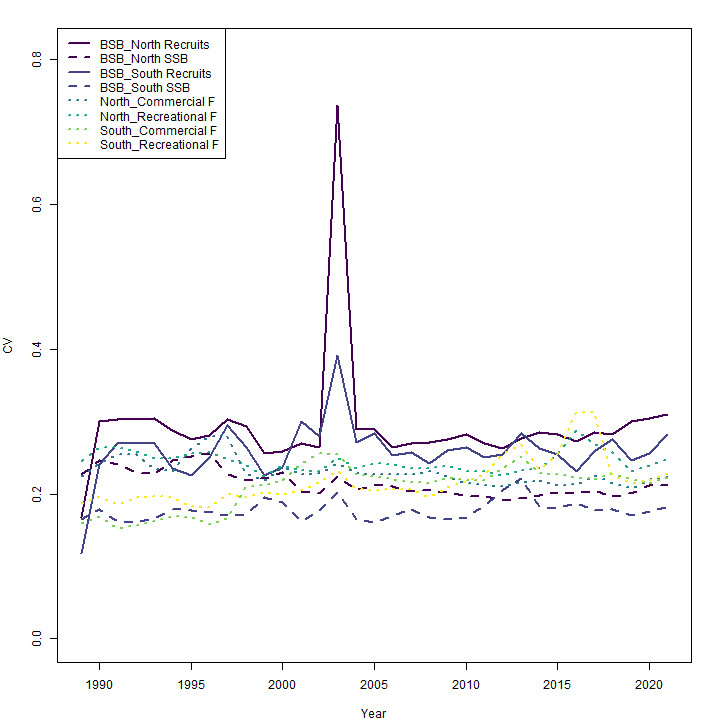 BSB_North Recruits
BSB_North SSB
BSB_South Recruits
BSB_South SSB
North_Commercial F
North_Recreational F
South_Commercial F
South_Recreational F
0.8
0.6
0.4
0.2
0.0
CV
1990 1995 2000 2005 2010 2015 2020
Year